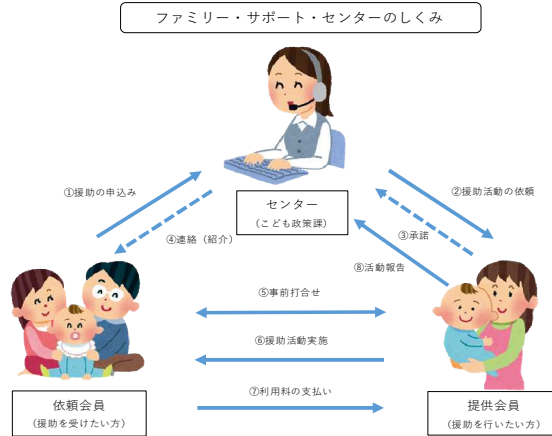 ファミリー・サポート・センターのしくみ
①援助の申込み
②援助活動の依頼
センター
(こども政策課)
③承諾
④連絡（紹介）
⑧活動報告
⑤事前打合せ
⑥援助活動実施
⑦利用料の支払い
依頼会員
(援助を受けたい方)
提供会員
(援助を行いたい方)